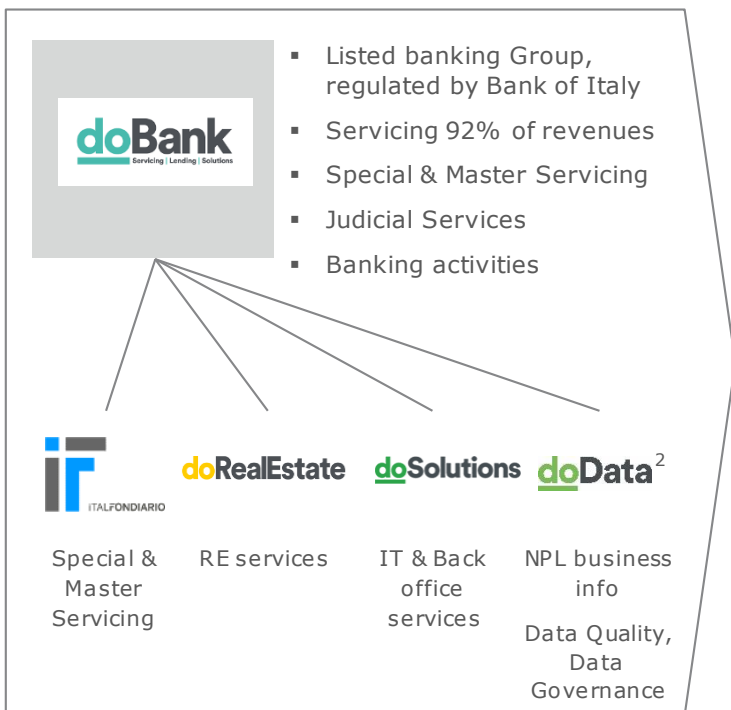 doBank
Servicing | Lending | Solutions
▪ Listed banking Group,
regulated by Bank of Italy
▪ Servicing 92% of revenues
▪ Special & Master Servicing
▪ Judicial Services
▪ Banking activities
iF
ITALFONDIARIO
doRealEstate
doSolutions
doData²
Special &
Master
Servicing
RE services
IT & Back
office
services
NPL business
info
Data Quality,
Data
Governance